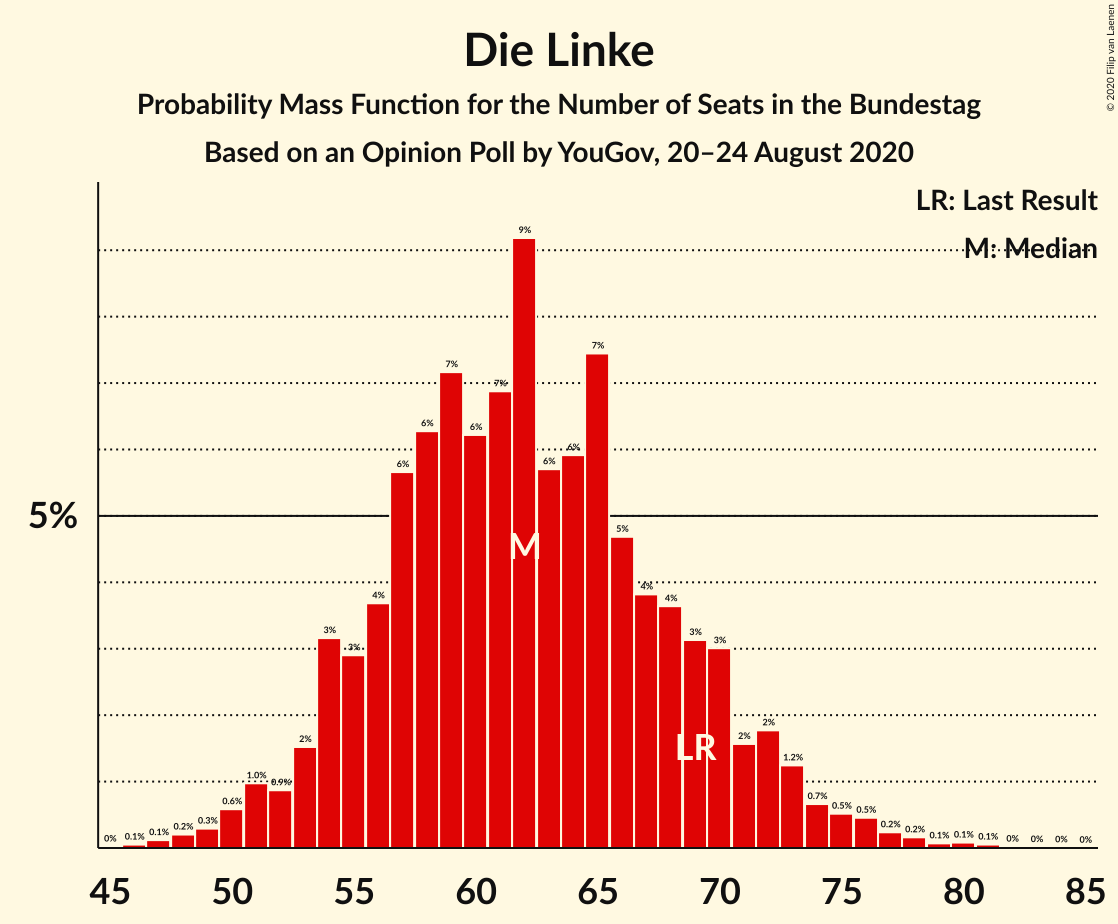 Die Linke
Probability Mass Function for the Number of Seats in the Bundestag
Based on an Opinion Poll by YouGov, 20–24 August 2020
© 2020 Filip van Laenen
LR: Last Result
M: Median
5%
0% 0.1% 0.1% 0.2% 0.3% 0.6% 1.0% 0.9% 2% 3% 3% 4% 6% 6% 7% 6% 7% 9% 6% 6% 7% 5% 4% 4% 3% 3% 2% 2% 1.2% 0.7% 0.5% 0.5% 0.2% 0.2% 0.1% 0.1% 0.1% 0% 0% 0% 0%
M
LR
45 50 55 60 65 70 75 80 85